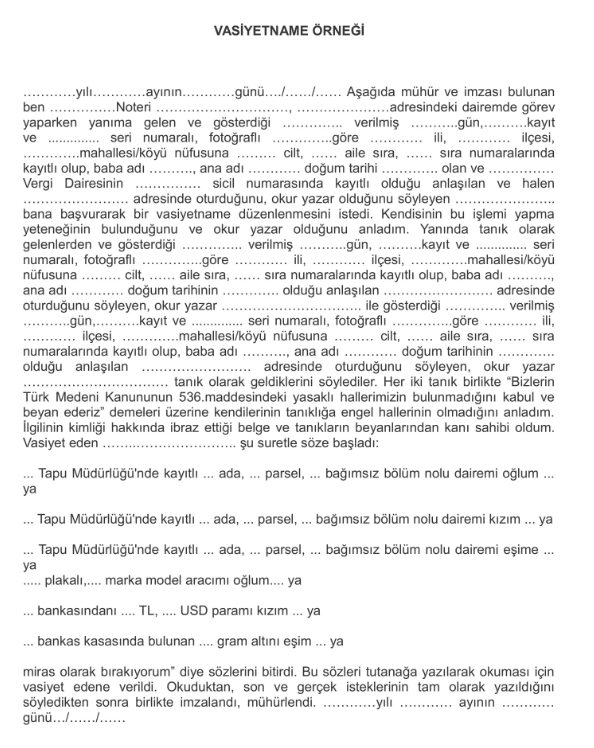 VASİYETNAME ÖRNEĞİ
…………yılı…………ayının…………günü…./……/…… Aşağıda mühür ve imzası bulunan
ben ……………Noteri …………………………, …………………adresindeki dairemde görev
yaparken yanıma gelen ve gösterdiği ………….. verilmiş ………..gün,……….kayıt
ve .............. seri numaralı, fotoğraflı …………..göre ………… ili, ………… ilçesi,
………….mahallesi/köyü nüfusuna ……… cilt, …… aile sıra, …… sıra numaralarında
kayıtlı olup, baba adı ………., ana adı ………… doğum tarihi …………. olan ve ……………
Vergi Dairesinin …………… sicil numarasında kayıtlı olduğu anlaşılan ve halen
…………………… adresinde oturduğunu, okur yazar olduğunu söyleyen …………………..
bana başvurarak bir vasiyetname düzenlenmesini istedi. Kendisinin bu işlemi yapma
yeteneğinin bulunduğunu ve okur yazar olduğunu anladım. Yanında tanık olarak
gelenlerden ve gösterdiği …………. verilmiş ………..gün, ……….kayıt ve .............. seri
numaralı, fotoğraflı …………..göre ………… ili, ………… ilçesi, ………….mahallesi/köyü
nüfusuna ……… cilt, …… aile sıra, …… sıra numaralarında kayıtlı olup, baba adı ……….,
ana adı ………… doğum tarihinin …………. olduğu anlaşılan ……………………. adresinde
oturduğunu söyleyen, okur yazar ………………………….. ile gösterdiği ………….. verilmiş
………..gün,……….kayıt ve .............. seri numaralı, fotoğraflı …………..göre ………… ili,
………… ilçesi, ………….mahallesi/köyü nüfusuna ……… cilt, …… aile sıra, …… sıra
numaralarında kayıtlı olup, baba adı ………., ana adı ………… doğum tarihinin ………….
olduğu anlaşılan ……………………. adresinde oturduğunu söyleyen, okur yazar
…………………………… tanık olarak geldiklerini söylediler. Her iki tanık birlikte “Bizlerin
Türk Medeni Kanununun 536.maddesindeki yasaklı hallerimizin bulunmadığını kabul ve
beyan ederiz” demeleri üzerine kendilerinin tanıklığa engel hallerinin olmadığını anladım.
İlgilinin kimliği hakkında ibraz ettiği belge ve tanıkların beyanlarından kanı sahibi oldum.
Vasiyet eden ……..………………….. şu suretle söze başladı:
... Tapu Müdürlüğü'nde kayıtlı ... ada, ... parsel, ... bağımsız bölüm nolu dairemi oğlum ...
ya
... Tapu Müdürlüğü'nde kayıtlı ... ada, ... parsel, ... bağımsız bölüm nolu dairemi kızım ... ya
... Tapu Müdürlüğü'nde kayıtlı ... ada, ... parsel, ... bağımsız bölüm nolu dairemi eşime ...
ya
..... plakalı,.... marka model aracımı oğlum.... ya
... bankasındanı .... TL, .... USD paramı kızım ... ya
... bankas kasasında bulunan .... gram altını eşim ... ya
miras olarak bırakıyorum” diye sözlerini bitirdi. Bu sözleri tutanağa yazılarak okuması için
vasiyet edene verildi. Okuduktan, son ve gerçek isteklerinin tam olarak yazıldığını
söyledikten sonra birlikte imzalandı, mühürlendi. …………yılı ………… ayının …………
günü…/……/……